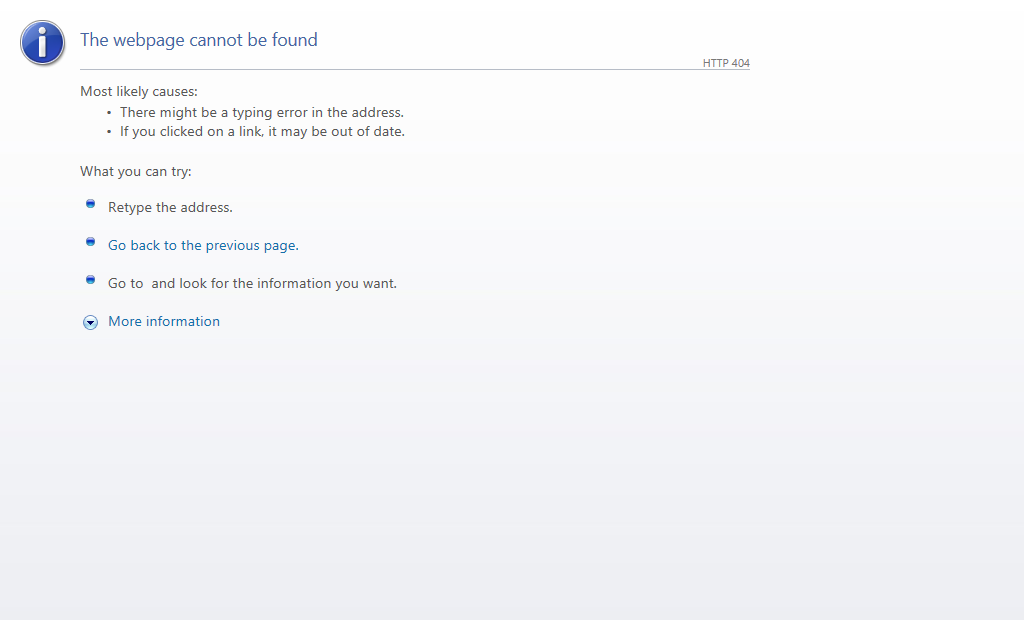 The webpage cannot be found
HTTP 404
Most likely causes:
• There might be a typing error in the address.
• If you clicked on a link, it may be out of date.
What you can try:
Retype the address.
Go back to the previous page.
Go to  and look for the information you want.
More information